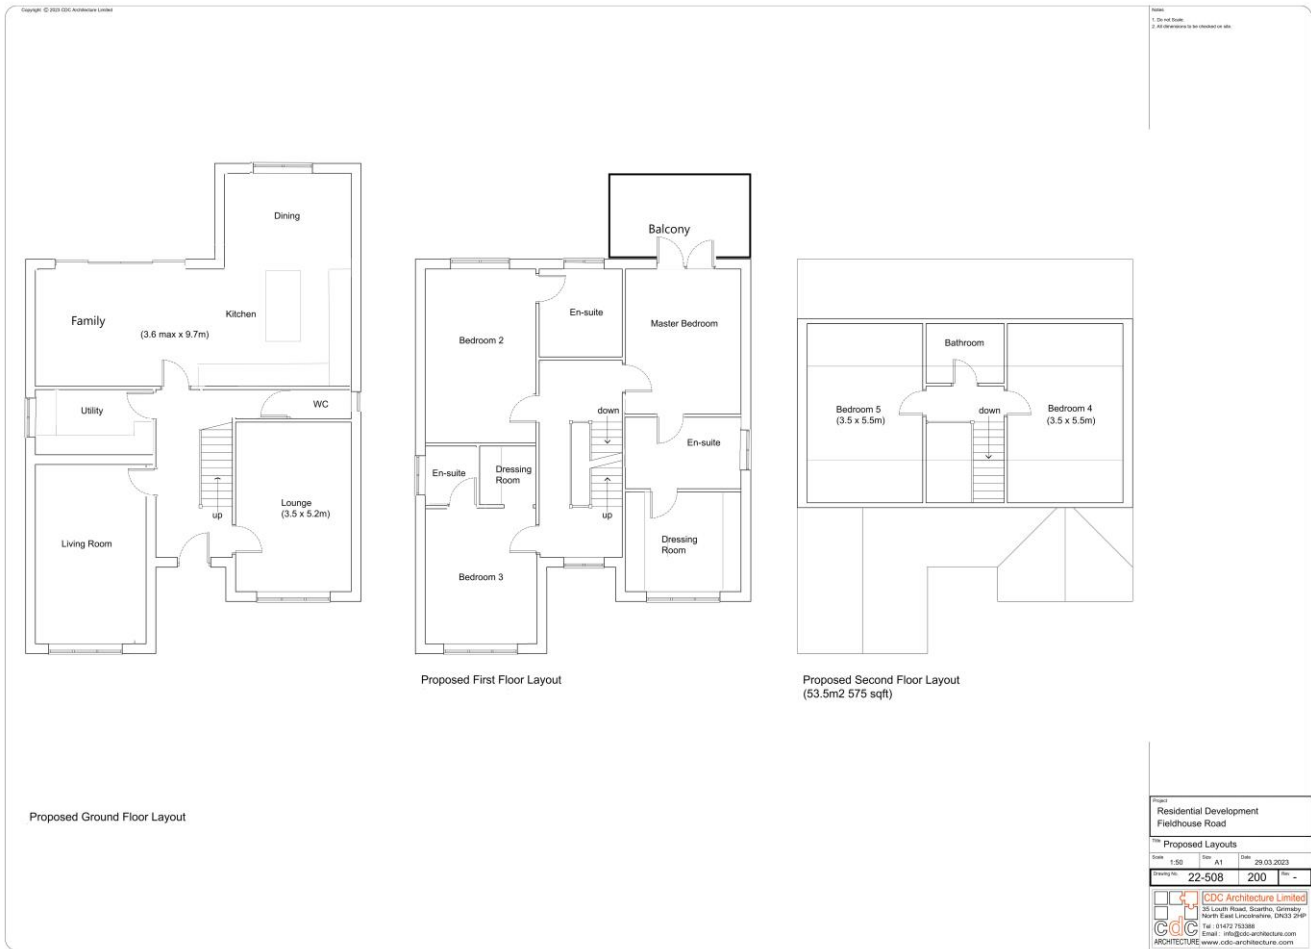 Copyright © 2023 CDC Architecture Limited
Notes
1. Do not Scale
2. All dimensions to be checked on site.
Dining
Family
Kitchen
(3.6 max x 9.7m)
Utility
WC
Lounge
(3.5 x 5.2m)
up
Living Room
Proposed Ground Floor Layout
Balcony
En-suite
Master Bedroom
Bedroom 2
down
En-suite
En-suite
Dressing
Room
up
Dressing
Room
Bedroom 3
Proposed First Floor Layout
Bathroom
Bedroom 5
(3.5 x 5.5m)
down
Bedroom 4
(3.5 x 5.5m)
Proposed Second Floor Layout
(53.5m2 575 sqft)
Project
Residential Development
Fieldhouse Road
Title Proposed Layouts
Scale 1:50 Size A1 Date 29.03.2023
Drawing No. 22-508 200 Rev. -
cdc
ARCHITECTURE
CDC Architecture Limited
35 Louth Road, Scartho, Grimsby
North East Lincolnshire, DN33 2HP
Tel : 01472 753388
Email : info@cdc-architecture.com
www.cdc-architecture.com